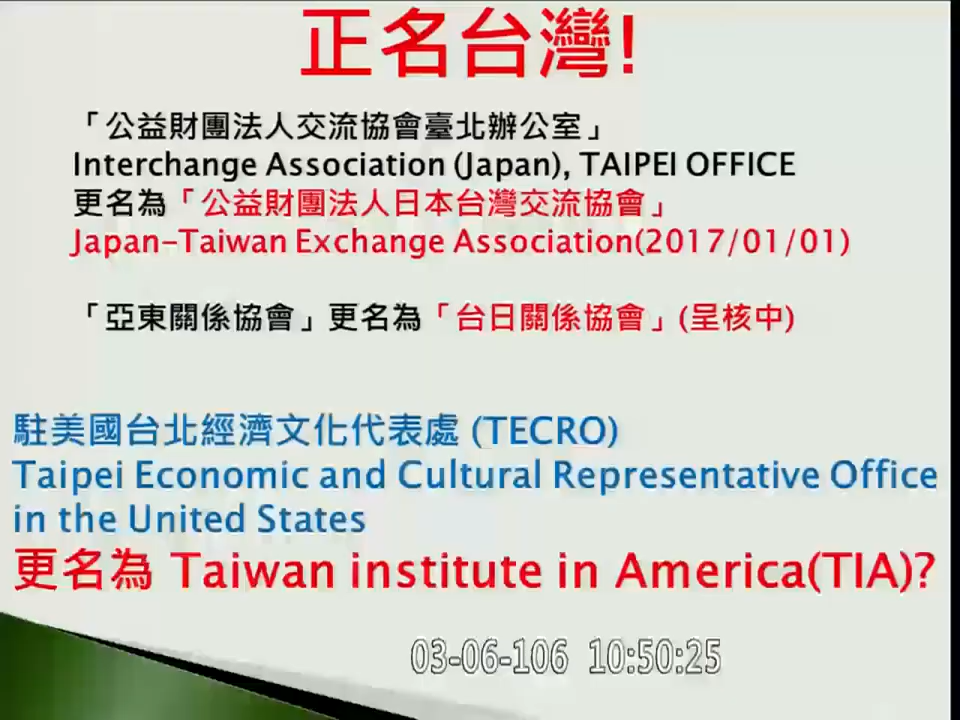 正名台灣!
「公益財團法人交流協會臺北辦公室」
Interchange Association (Japan), TAIPEI OFFICE
更名為「公益財團法人日本台灣交流協會」
Japan-Taiwan Exchange Association(2017/01/01)
「亞東關係協會」更名為「台日關係協會」(呈核中)
駐美國台北經濟文化代表處 (TECRO)
Taipei Economic and Cultural Representative Office
in the United States
更名為 Taiwan institute in America(TIA)?
03-06-106 10:50:25